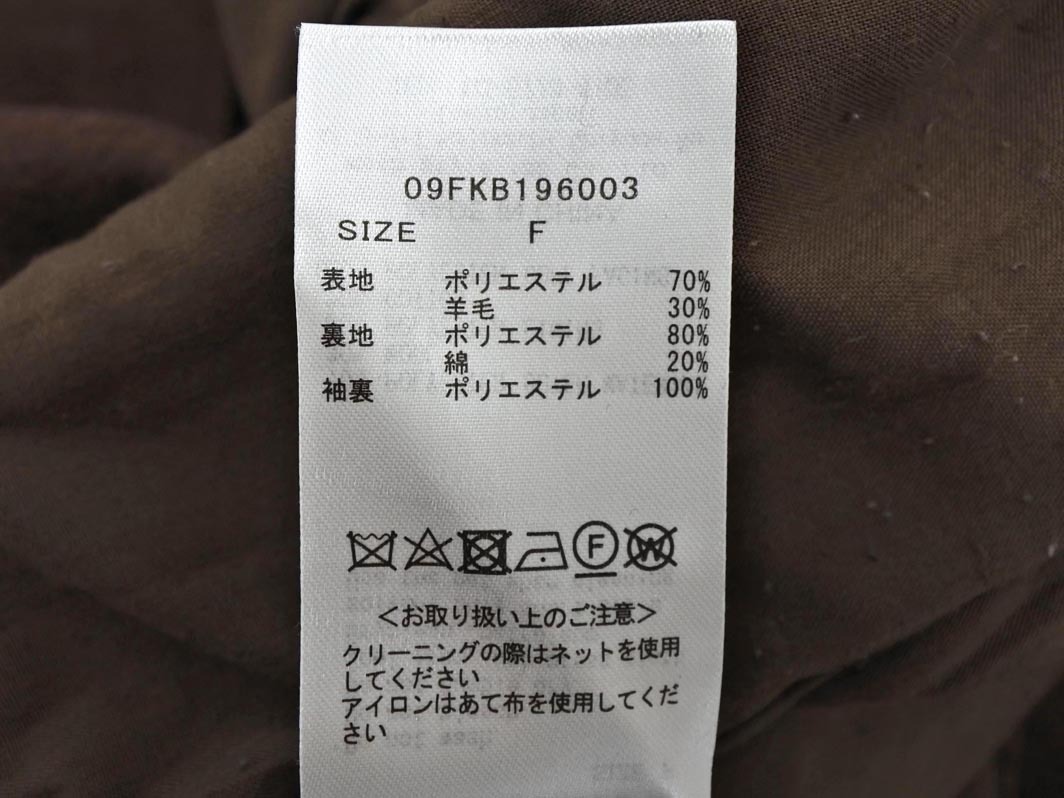 09FKB196003
SIZE F
表地 ポリエステル 70%
羊毛 30%
裏地 ポリエステル 80%
綿 20%
袖裏 ポリエステル 100%
F W
<お取り扱い上のご注意>
クリーニングの際はネットを使用
してください
アイロンはあて布を使用してくだ
さい